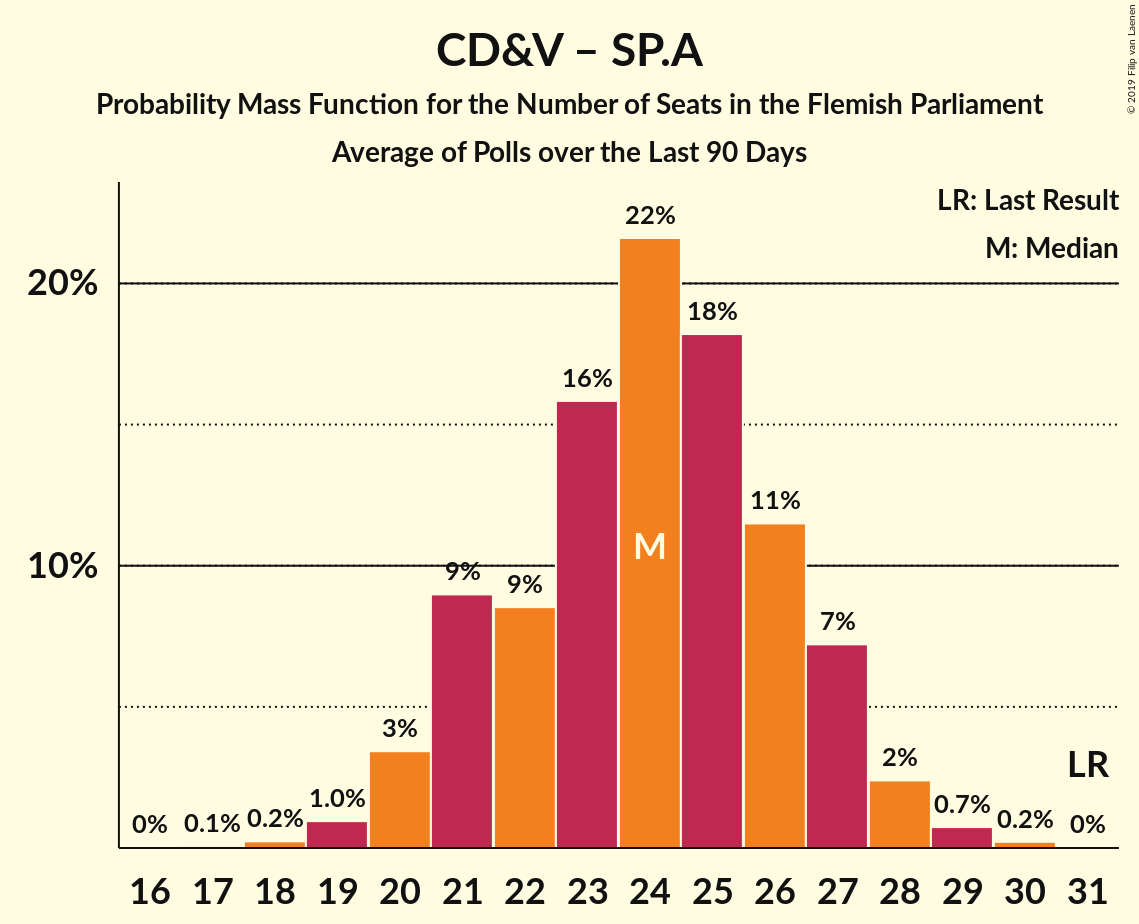 CD&V – SP.A
Probability Mass Function for the Number of Seats in the Flemish Parliament
Average of Polls over the Last 90 Days
© 2019 Filip van Laenen
LR: Last Result
M: Median
20%
10%
0%
0.1%
0.2%
1.0%
3%
9%
9%
16%
22%
18%
11%
7%
2%
0.7%
0.2%
0%
M
LR
16 17 18 19 20 21 22 23 24 25 26 27 28 29 30 31